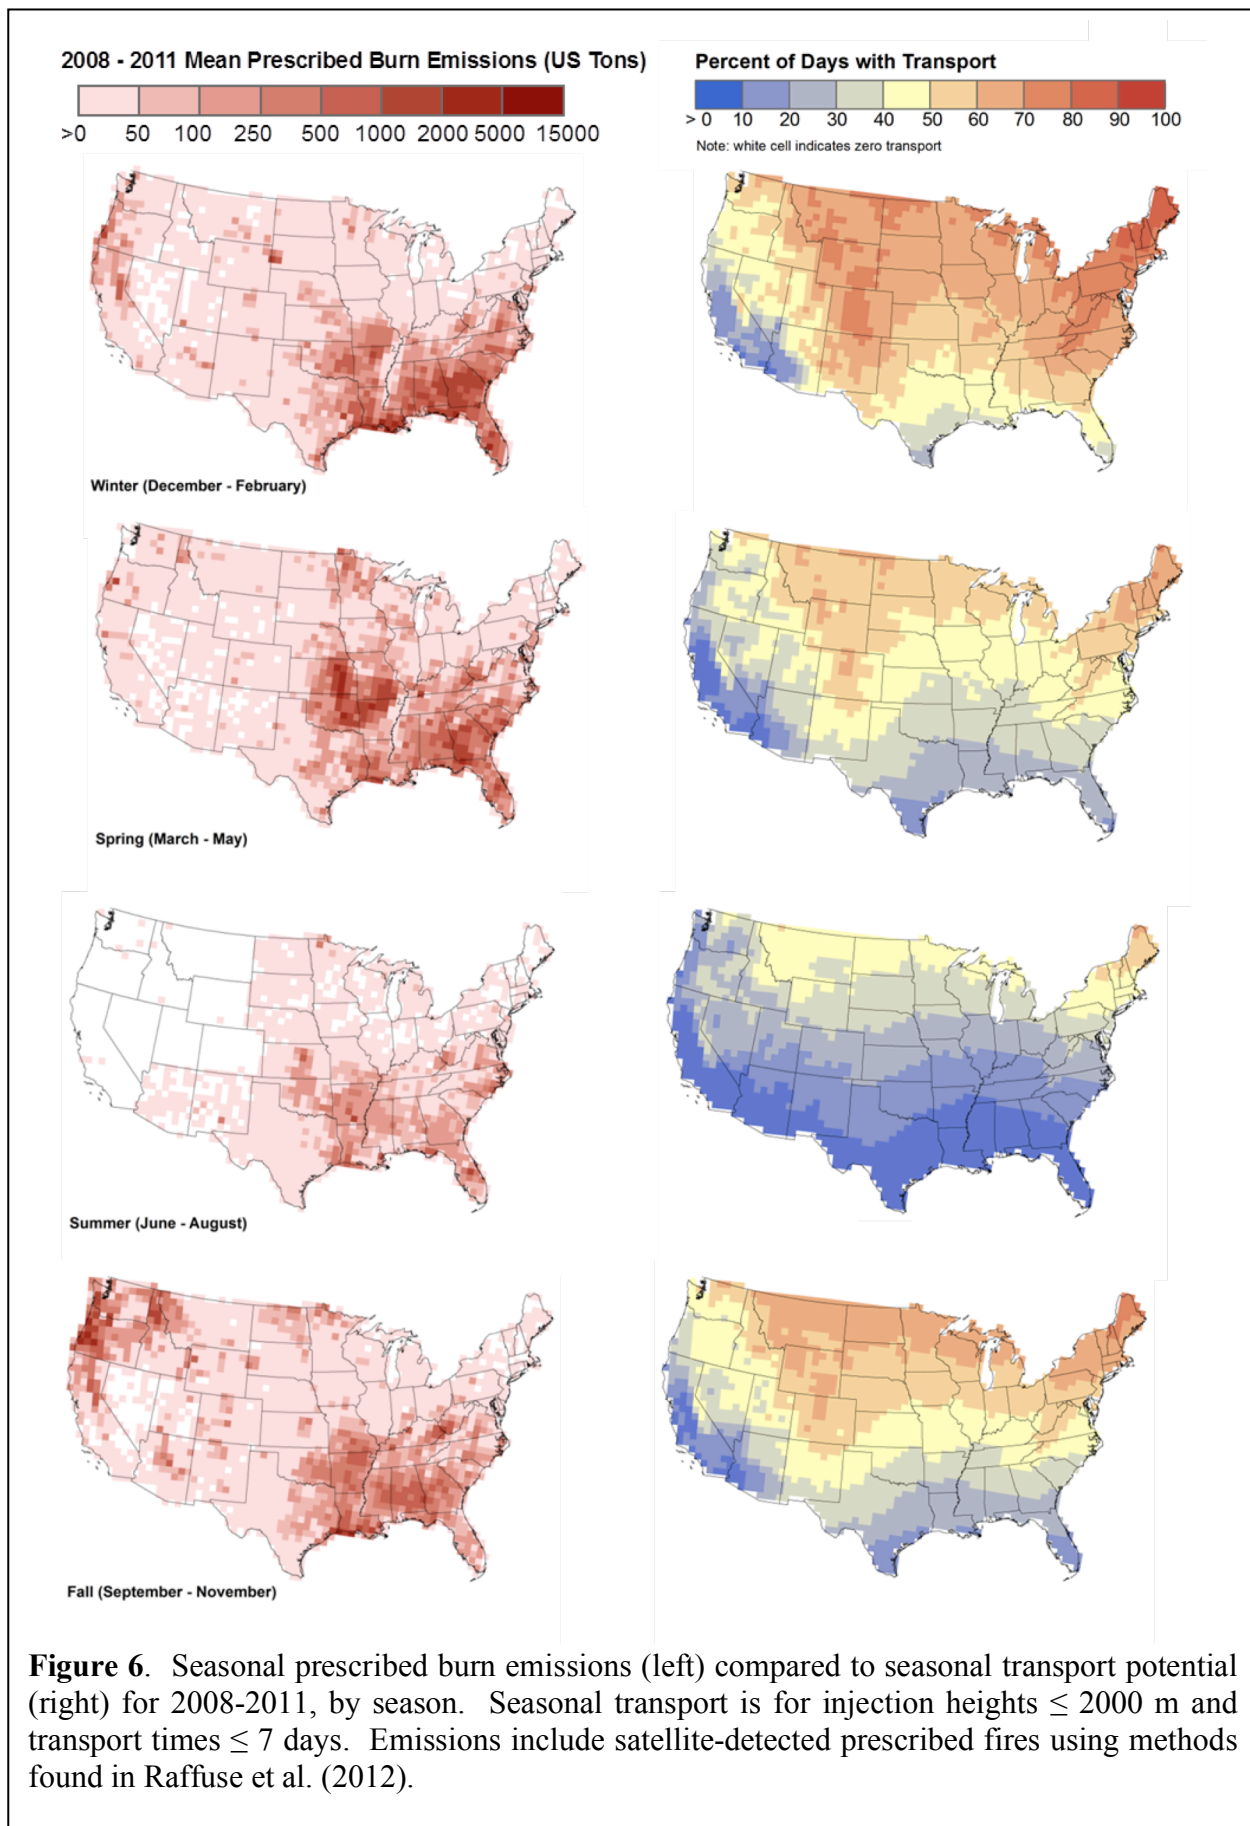 2008 - 2011 Mean Prescribed Burn Emissions (US Tons)
>0 50 100 250 500 1000 2000 5000 15000
Percent of Days with Transport
> 0 10 20 30 40 50 60 70 80 90 100
Note: white cell indicates zero transport
Winter (December - February)
Spring (March - May)
Summer (June - August)
Fall (September - November)
Figure 6. Seasonal prescribed burn emissions (left) compared to seasonal transport potential
(right) for 2008-2011, by season. Seasonal transport is for injection heights ≤ 2000 m and
transport times ≤ 7 days. Emissions include satellite-detected prescribed fires using methods
found in Raffuse et al. (2012).